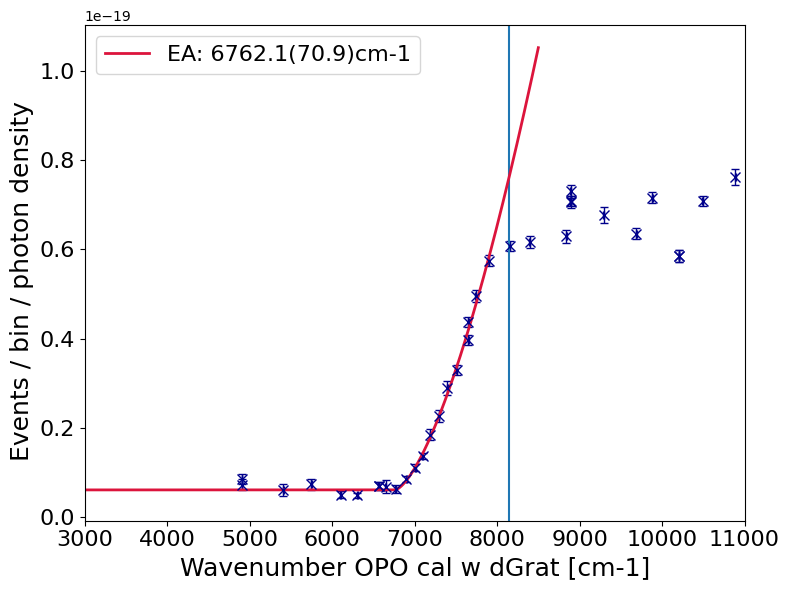 1e−19
EA: 6762.1(70.9)cm-1
Events / bin / photon density
1.0
0.8
0.6
0.4
0.2
0.0
3000 4000 5000 6000 7000 8000 9000 10000 11000
Wavenumber OPO cal w dGrat [cm-1]